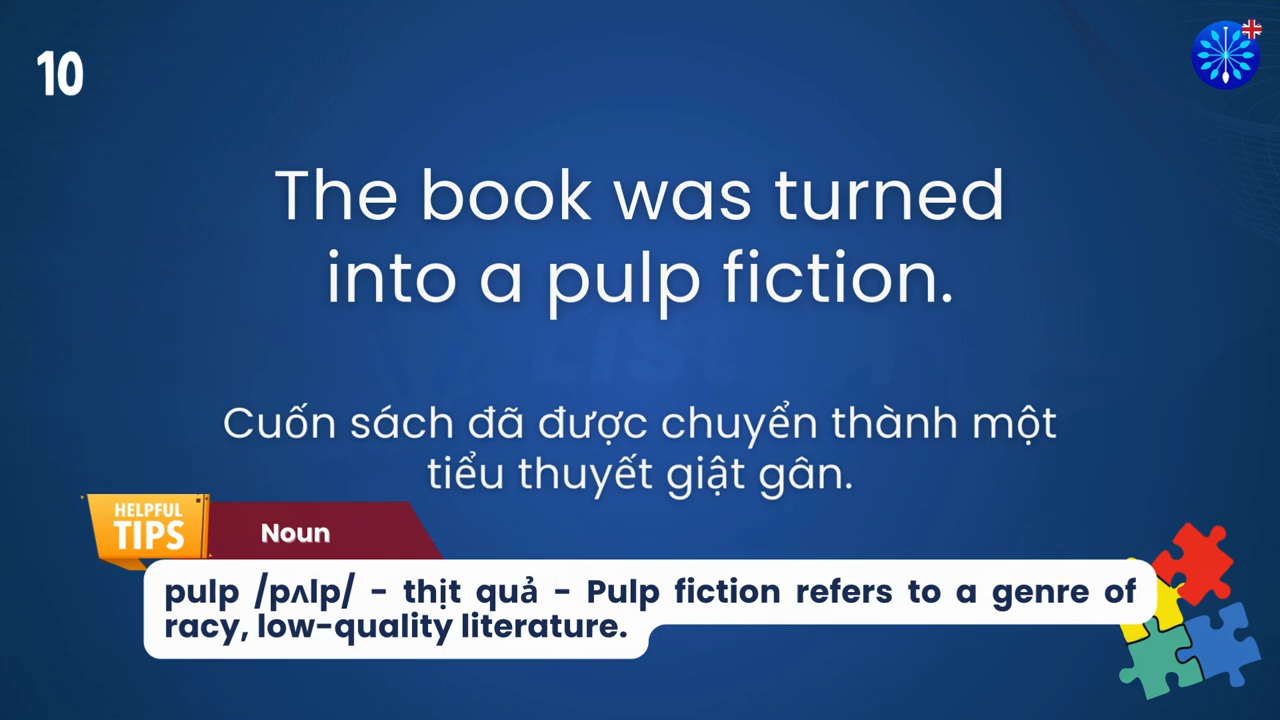 10
The book was turned
into a pulp fiction.
Cuốn sách đã được chuyển thành một
tiểu thuyết giật gân.
HELPFUL
TIPS
Noun
pulp /pʌlp/ - thịt quả - Pulp fiction refers to a genre of
racy, low-quality literature.